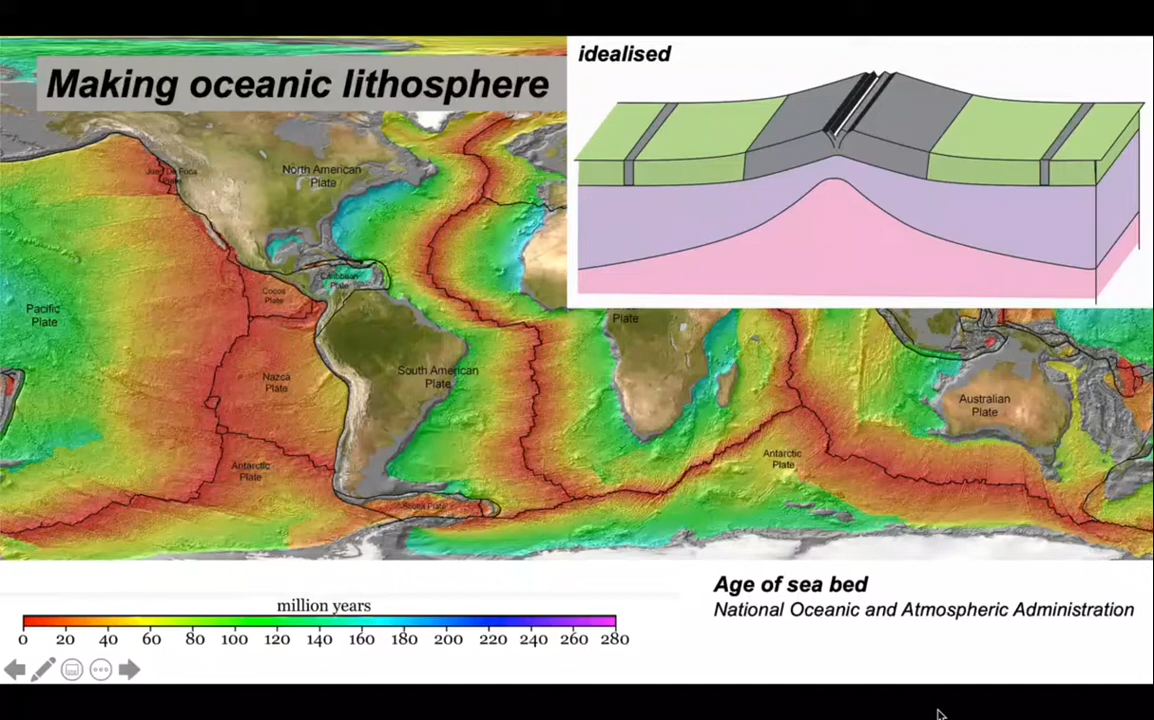 Making oceanic lithosphere
idealised
North American
Plate
Caribbean
Plate
Cocos
Plate
Pacific
Plate
Plate
Nazca
Plate
South American
Plate
Australian
Plate
Antarctic
Plate
Antarctic
Plate
Scotia Plate
Age of sea bed
National Oceanic and Atmospheric Administration
million years
0 20 40 60 80 100 120 140 160 180 200 220 240 260 280